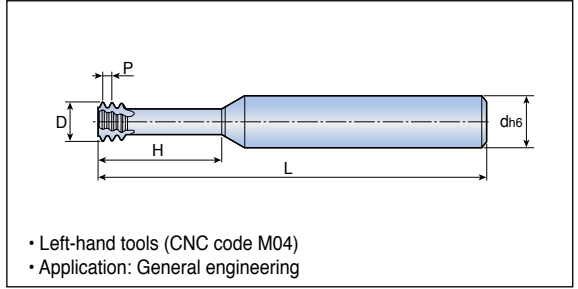 P
D
dh6
H
L
• Left-hand tools (CNC code M04)
• Application: General engineering